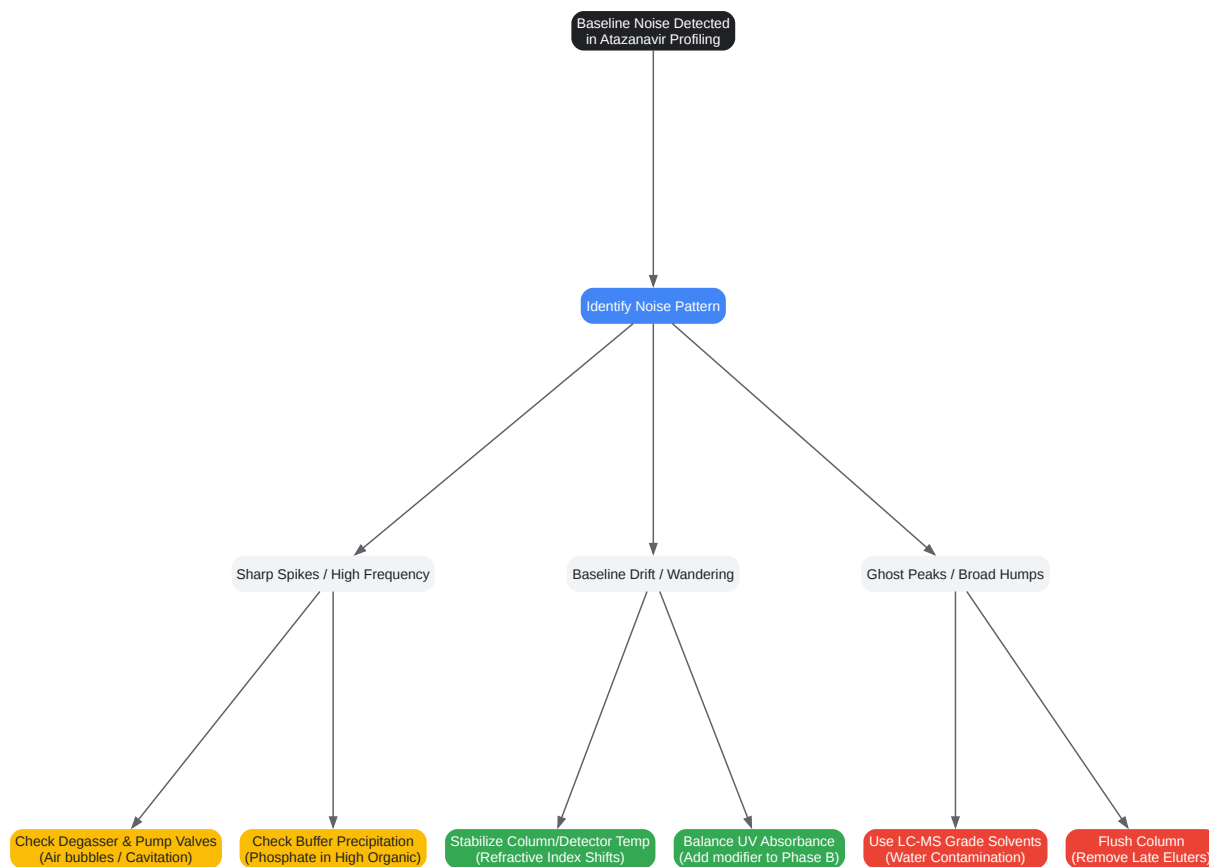 Baseline Noise Detected
in Atazanavir Profiling
Identify Noise Pattern
Sharp Spikes / High Frequency
Baseline Drift / Wandering
Ghost Peaks / Broad Humps
Check Degasser & Pump Valves
(Air bubbles / Cavitation)
Check Buffer Precipitation
(Phosphate in High Organic)
Stabilize Column/Detector Temp
(Refractive Index Shifts)
Balance UV Absorbance
(Add modifier to Phase B)
Use LC-MS Grade Solvents
(Water Contamination)
Flush Column
(Remove Late Eluters)